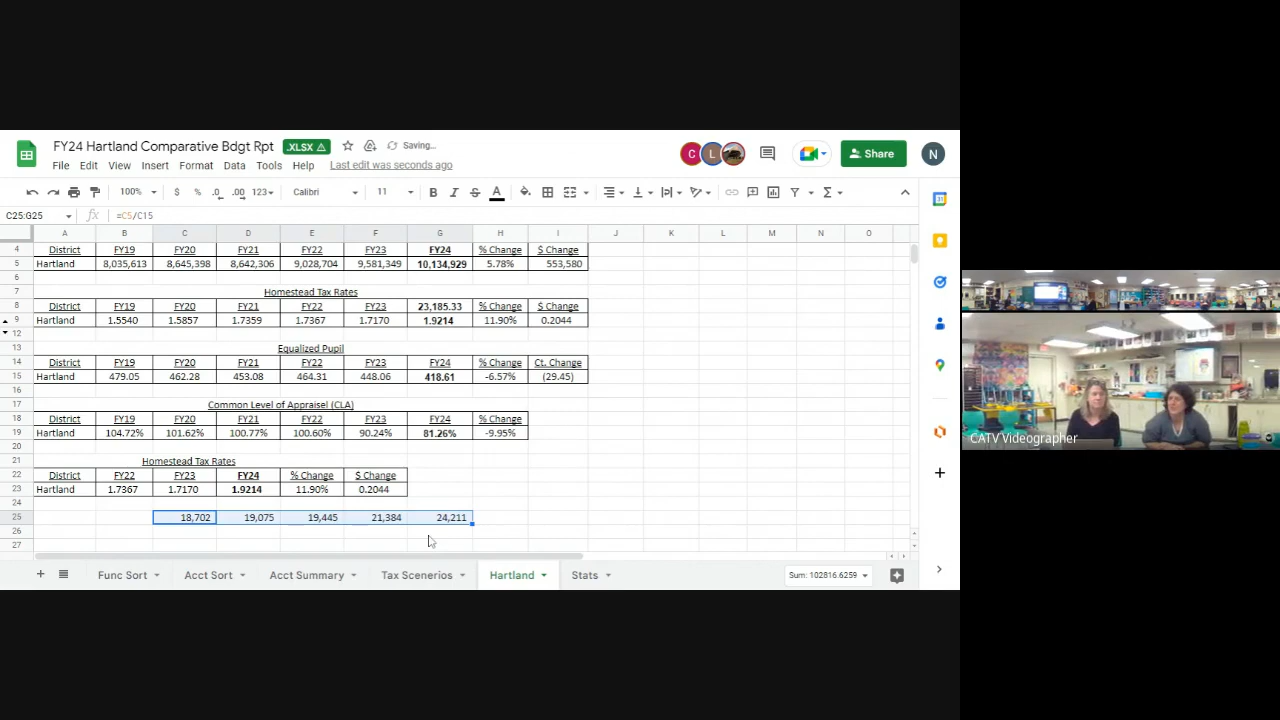 FY24 Hartland Comparative Bdgt Rpt .XLSX Saving...
File Edit View Insert Format Data Tools Help Last edit was seconds ago
C L Share N
100% $ % .0 .00 123 Calibri 11 B I S A
C25:G25 fx =C5/C15
A B C D E F G H I J K L M N O
4 District FY19 FY20 FY21 FY22 FY23 FY24 % Change $ Change
5 Hartland 8,035,613 8,645,398 8,642,306 9,028,704 9,581,349 10,134,929 5.78% 553,580
6
7 Homestead Tax Rates
8 District FY19 FY20 FY21 FY22 FY23 23,185.33 % Change $ Change
9 Hartland 1.5540 1.5857 1.7359 1.7367 1.7170 1.9214 11.90% 0.2044
12
13 Equalized Pupil
14 District FY19 FY20 FY21 FY22 FY23 FY24 % Change Ct. Change
15 Hartland 479.05 462.28 453.08 464.31 448.06 418.61 -6.57% (29.45)
16
17 Common Level of Appraisal (CLA)
18 District FY19 FY20 FY21 FY22 FY23 FY24 % Change
19 Hartland 104.72% 101.62% 100.77% 100.60% 90.24% 81.26% -9.95%
20
21 Homestead Tax Rates
22 District FY22 FY23 FY24 % Change $ Change
23 Hartland 1.7367 1.7170 1.9214 11.90% 0.2044
24
25 18,702 19,075 19,445 21,384 24,211
26
27
Func Sort Acct Sort Acct Summary Tax Scenarios Hartland Stats Sum: 102816.6259
CATV Videographer